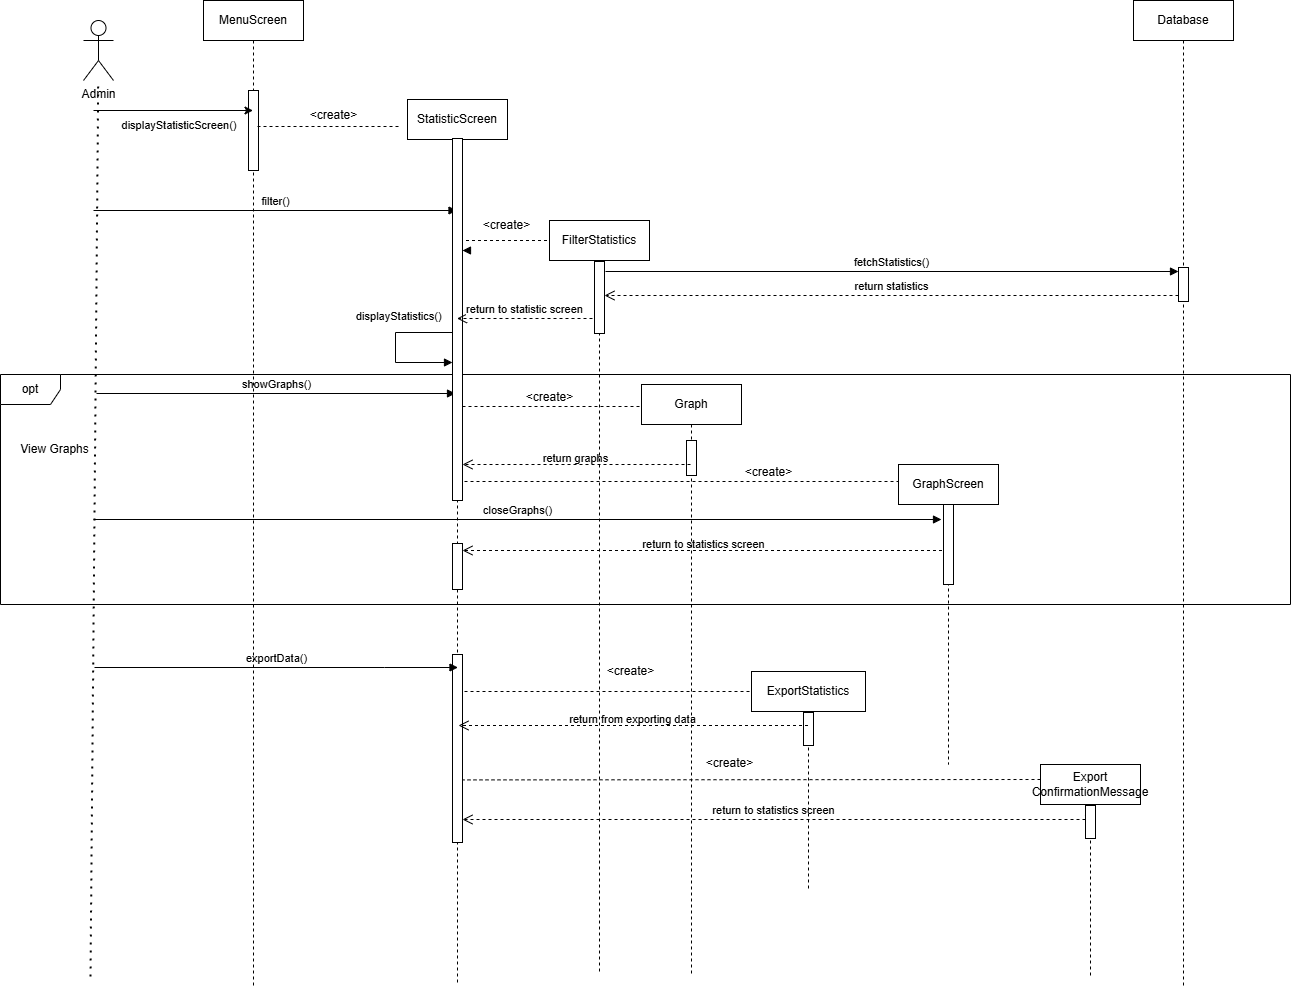 MenuScreen
Database
Admin
<create>
StatisticScreen
displayStatisticScreen()
filter()
<create>
FilterStatistics
fetchStatistics()
return statistics
return to statistic screen
displayStatistics()
opt
showGraphs()
<create>
Graph
View Graphs
return graphs
<create>
GraphScreen
closeGraphs()
return to statistics screen
exportData()
<create>
ExportStatistics
return from exporting data
<create>
Export
ConfirmationMessage
return to statistics screen